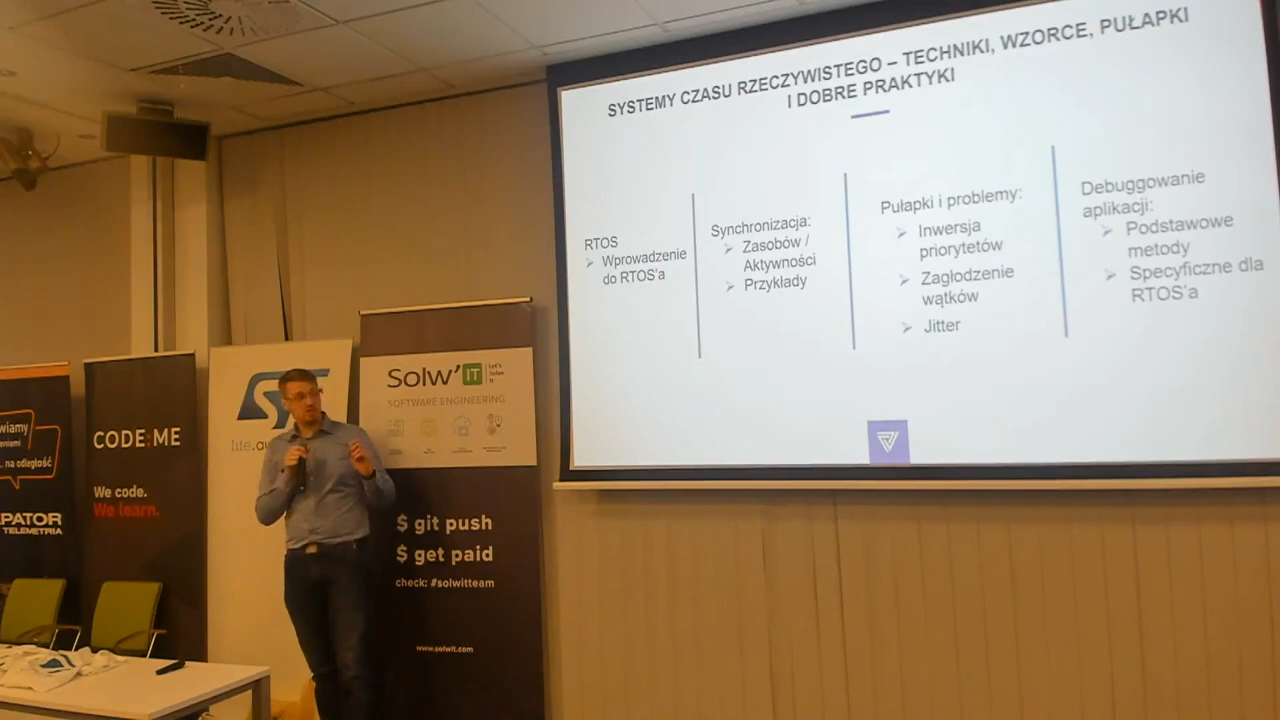 SYSTEMY CZASU RZECZYWISTEGO – TECHNIKI, WZORCE, PUŁAPKI
I DOBRE PRAKTYKI
RTOS
➢ Wprowadzenie
do RTOS'a
Synchronizacja:
➢ Zasobów /
Aktywności
➢ Przykłady
Pułapki i problemy:
➢ Inwersja
priorytetów
➢ Zagłodzenie
wątków
➢ Jitter
Debuggowanie
aplikacji:
➢ Podstawowe
metody
➢ Specyficzne dla
RTOS'a
wiamy
eniami
.. na odległość
PATOR
TELEMETRIA
CODE:ME
We code.
We learn.
ST
life.au
Solw'IT
Let's
Solw
It
SOFTWARE ENGINEERING
$ git push
$ get paid
check: #solwitteam
www.solwit.com